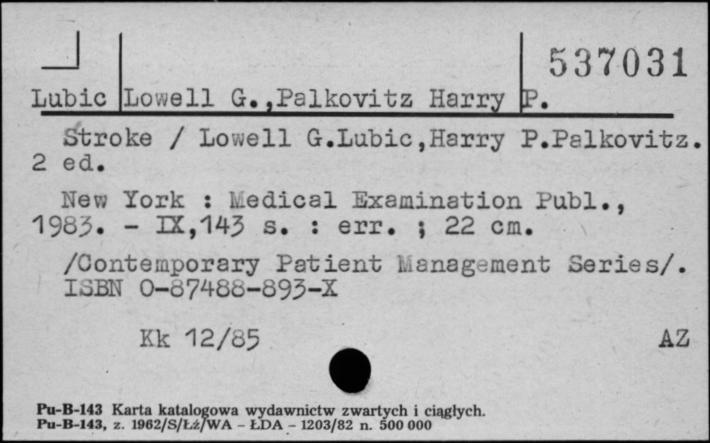 537031
Lubic Lowell G.,Palkovitz Harry P.
Stroke / Lowell G.Lubic,Harry P.Palkovitz.
2 ed.
New York : Medical Examination Publ.,
1983. - IX,143 s. : err. ; 22 cm.
/Contemporary Patient Management Series/.
ISBN 0-87488-893-X
Kk 12/85 AZ
Pu-B-143 Karta katalogowa wydawnictw zwartych i ciągłych.
Pu-B-143, z. 1962/S/Łź/WA - ŁDA - 1203/82 n. 500 000